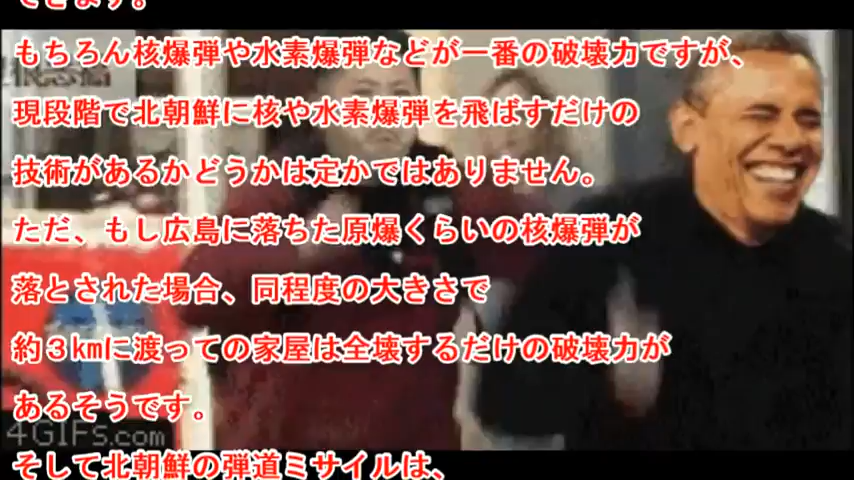 できます。
もちろん核爆弾や水素爆弾などが一番の破壊力ですが、
現段階で北朝鮮に核や水素爆弾を飛ばすだけの
技術があるかどうかは定かではありません。
ただ、もし広島に落ちた原爆くらいの核爆弾が
落とされた場合、同程度の大きさで
約３kmに渡っての家屋は全壊するだけの破壊力が
あるそうです。
4GIFS.com
そして北朝鮮の弾道ミサイルは、